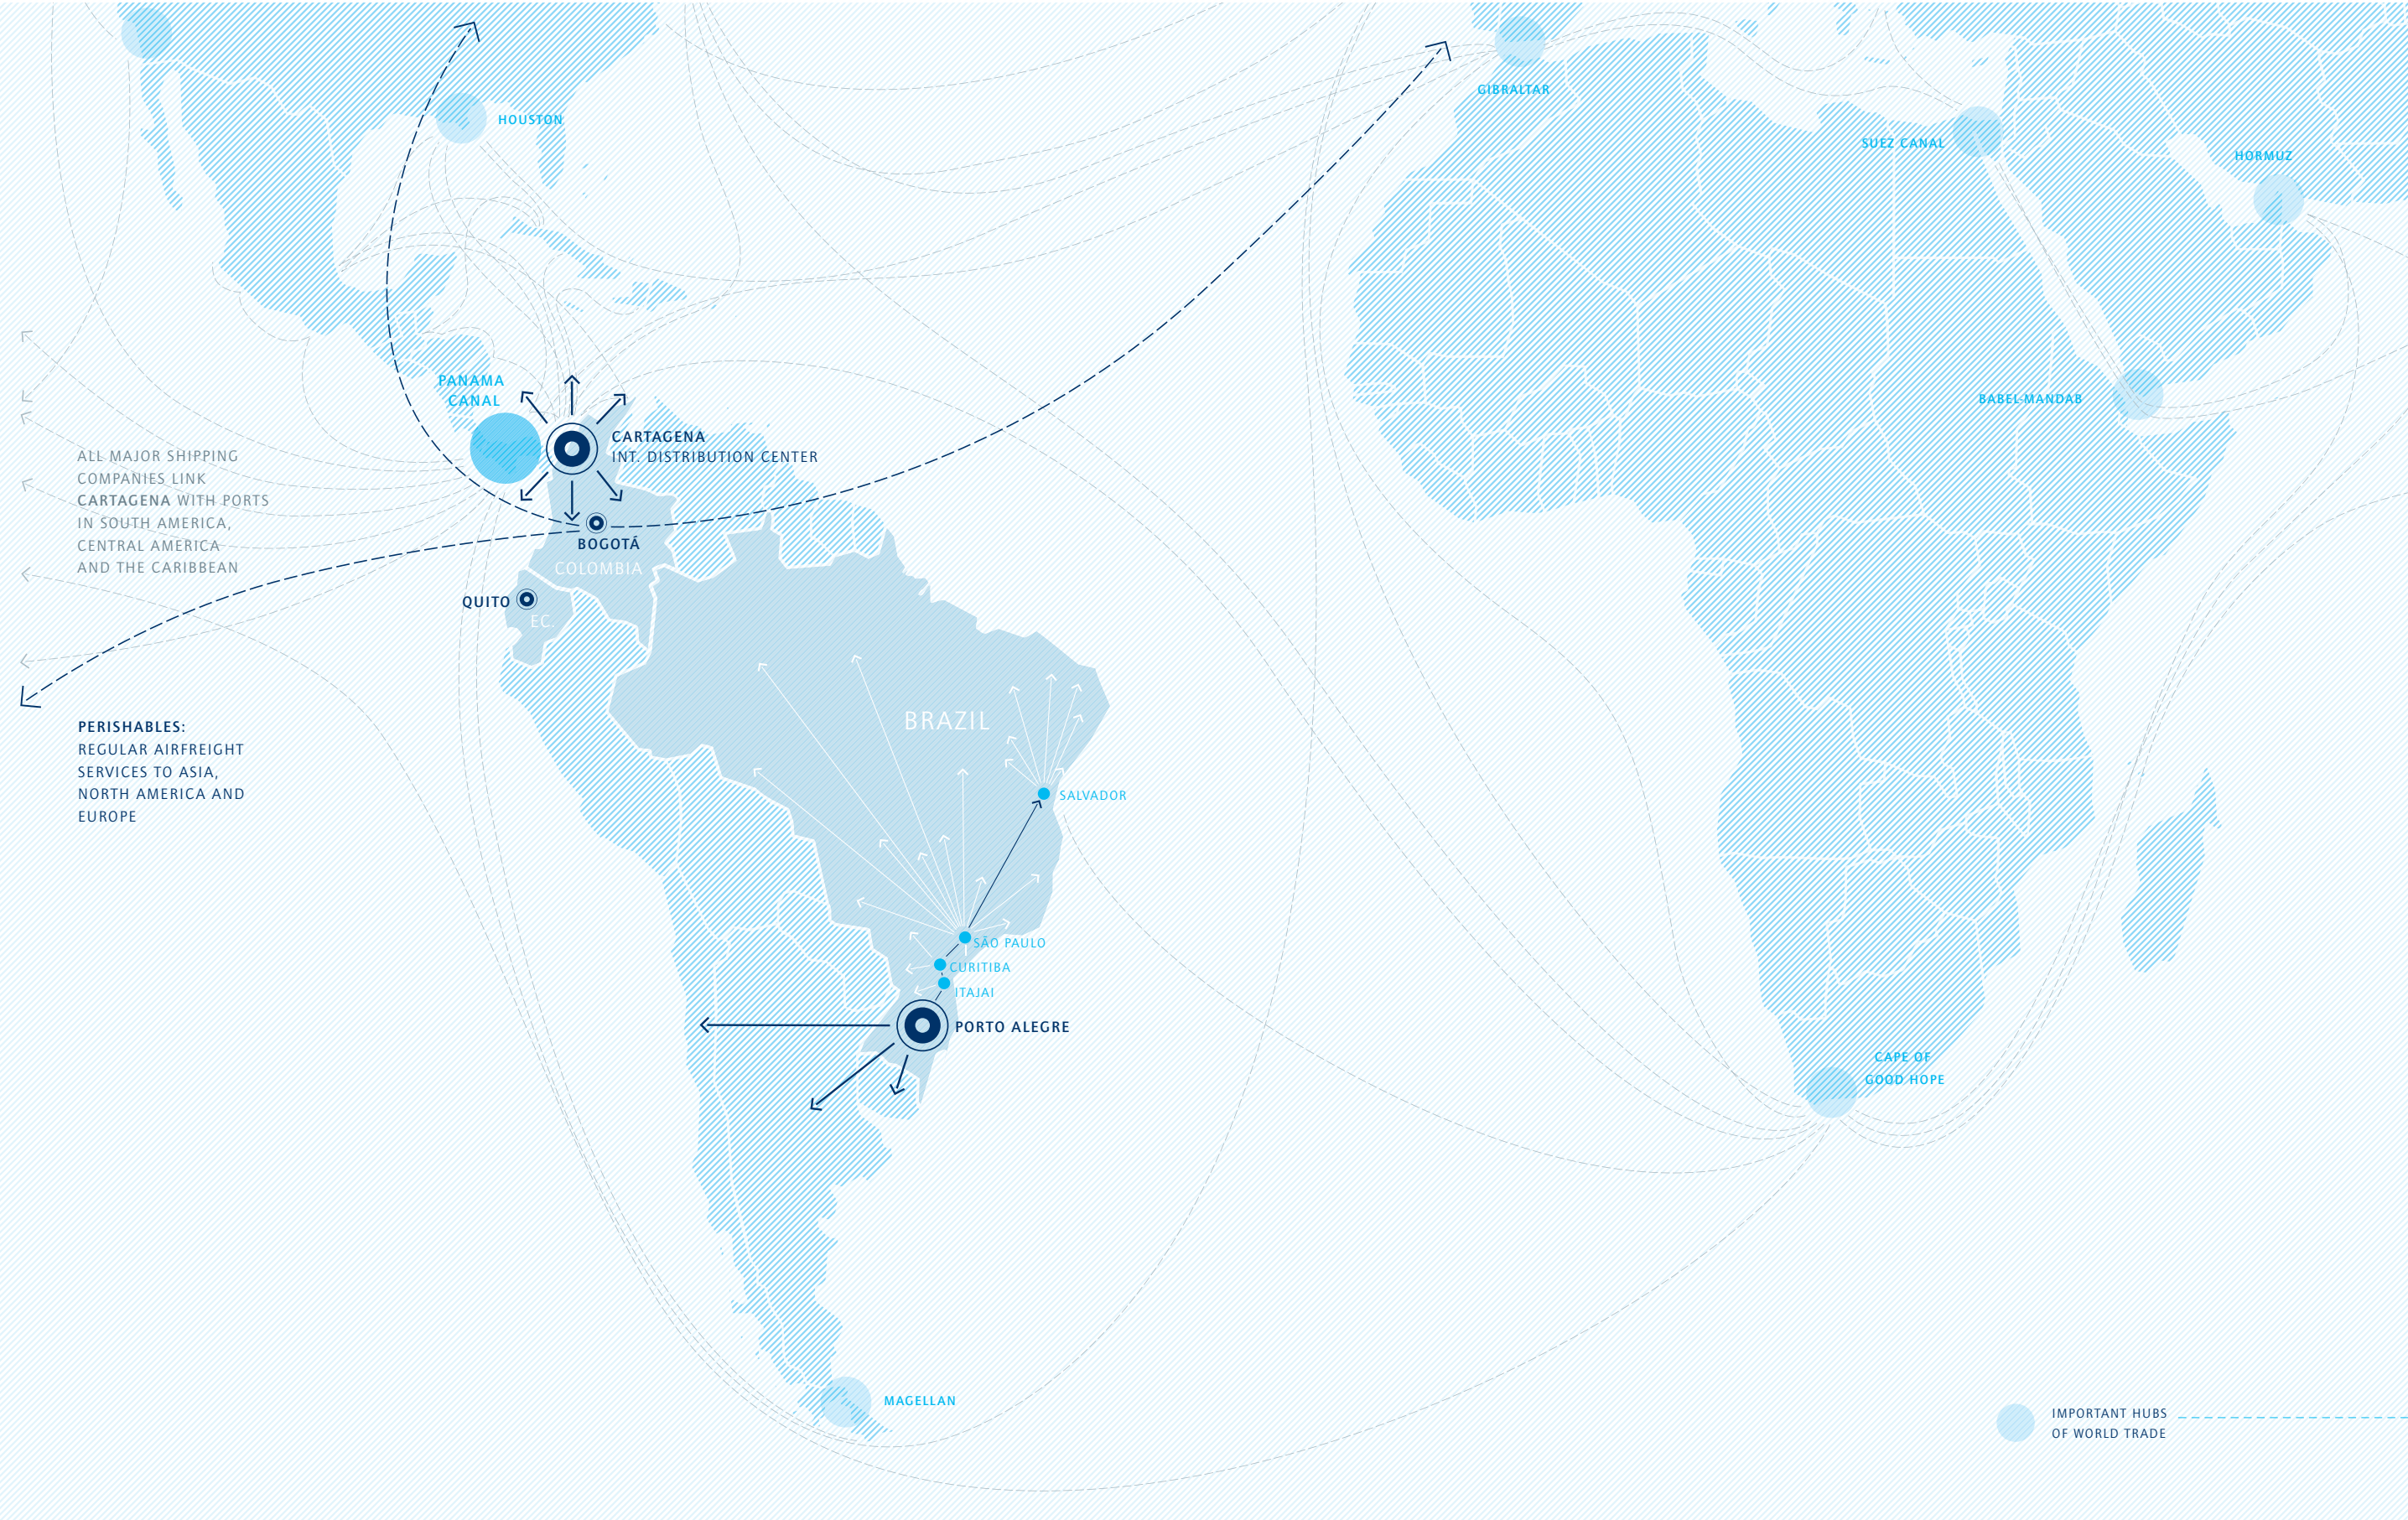 HOUSTON
GIBRALTAR
SUEZ CANAL
HORMUZ
PANAMA
CANAL
BABEL-MANDAB
CARTAGENA
INT. DISTRIBUTION CENTER
ALL MAJOR SHIPPING
COMPANIES LINK
CARTAGENA WITH PORTS
IN SOUTH AMERICA,
CENTRAL AMERICA
AND THE CARIBBEAN
BOGOTÁ
COLOMBIA
QUITO
EC.
PERISHABLES:
REGULAR AIRFREIGHT
SERVICES TO ASIA,
NORTH AMERICA AND
EUROPE
BRAZIL
SALVADOR
SÃO PAULO
CURITIBA
ITAJAI
PORTO ALEGRE
CAPE OF
GOOD HOPE
MAGELLAN
IMPORTANT HUBS
OF WORLD TRADE